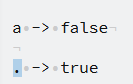 a -> false
. -> true